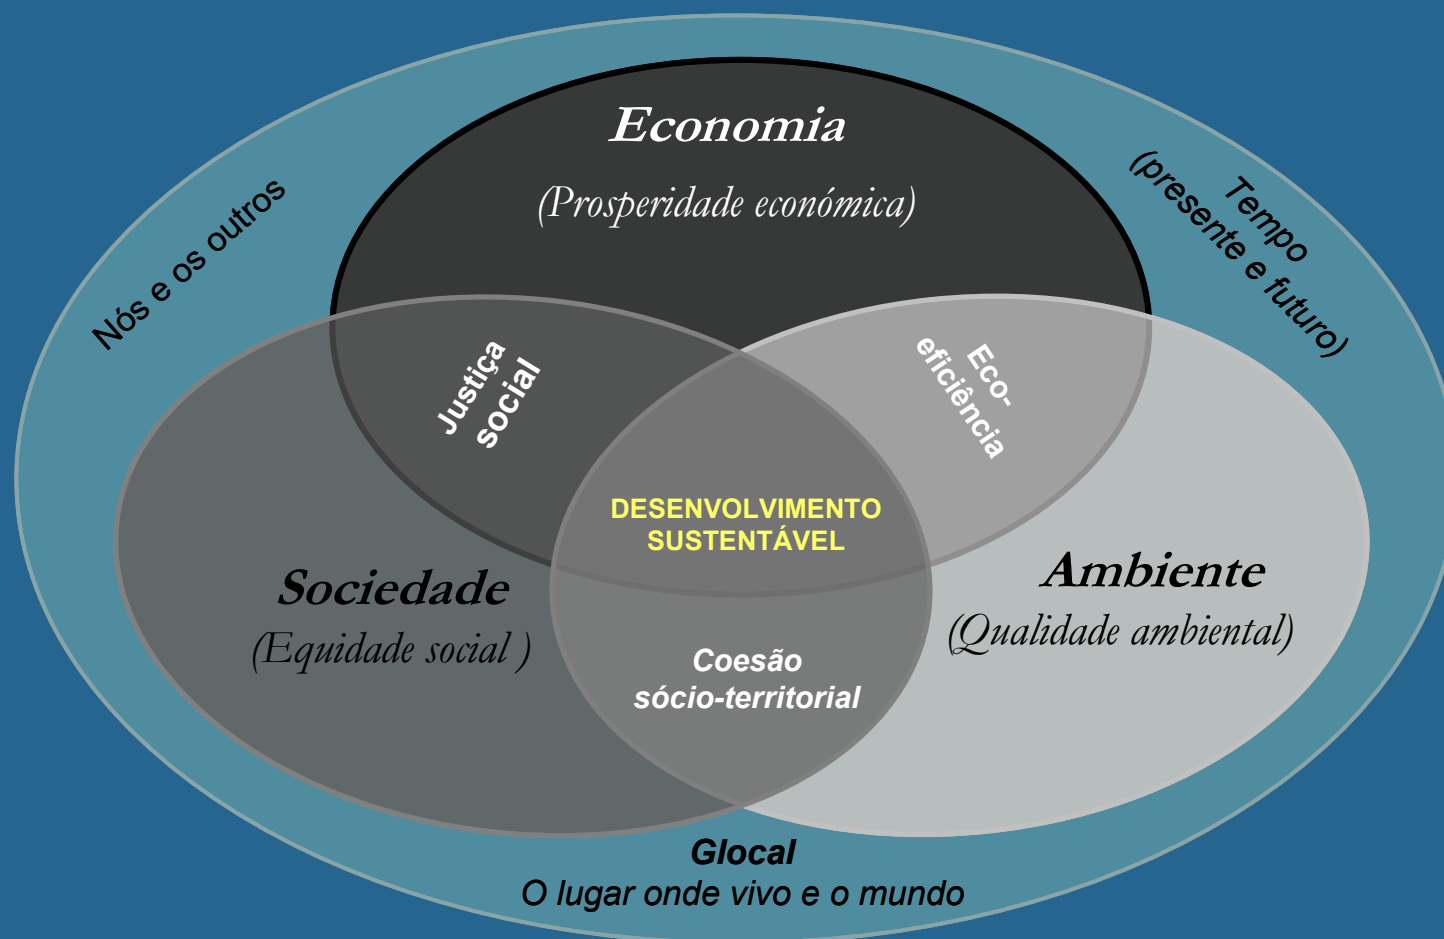 Economia
(Prosperidade económica)
Nós e os outros
Tempo
(presente e futuro)
Justiça
social
Eco-
eficiência
DESENVOLVIMENTO
SUSTENTÁVEL
Sociedade
(Equidade social )
Ambiente
(Qualidade ambiental)
Coesão
sócio-territorial
Glocal
O lugar onde vivo e o mundo